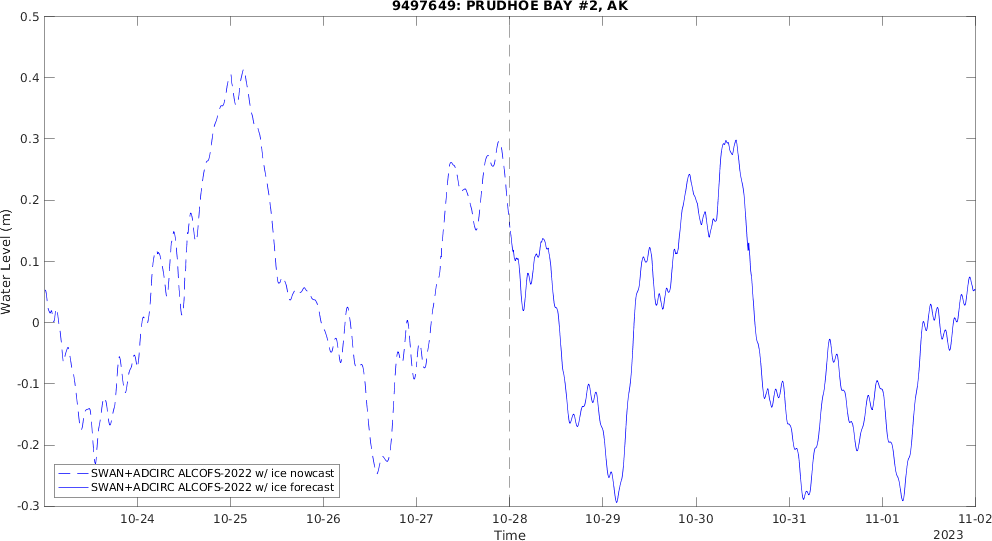 9497649: PRUDHOE BAY #2, AK
0.5
0.4
0.3
0.2
0.1
0
-0.1
-0.2
-0.3
Water Level (m)
SWAN+ADCIRC ALCOFS-2022 w/ ice nowcast
SWAN+ADCIRC ALCOFS-2022 w/ ice forecast
10-24 10-25 10-26 10-27 10-28 10-29 10-30 10-31 11-01 11-02
Time
2023